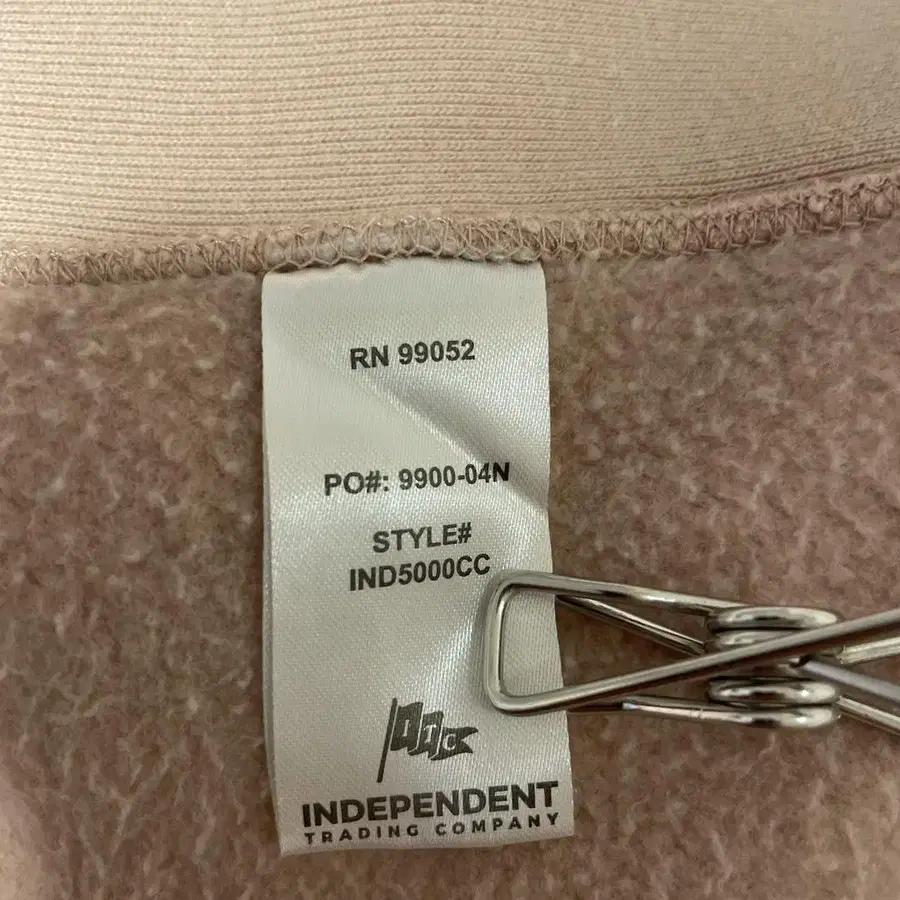 RN 99052
PO#: 9900-04N
STYLE#
IND5000CC
ITC
INDEPENDENT
TRADING COMPANY